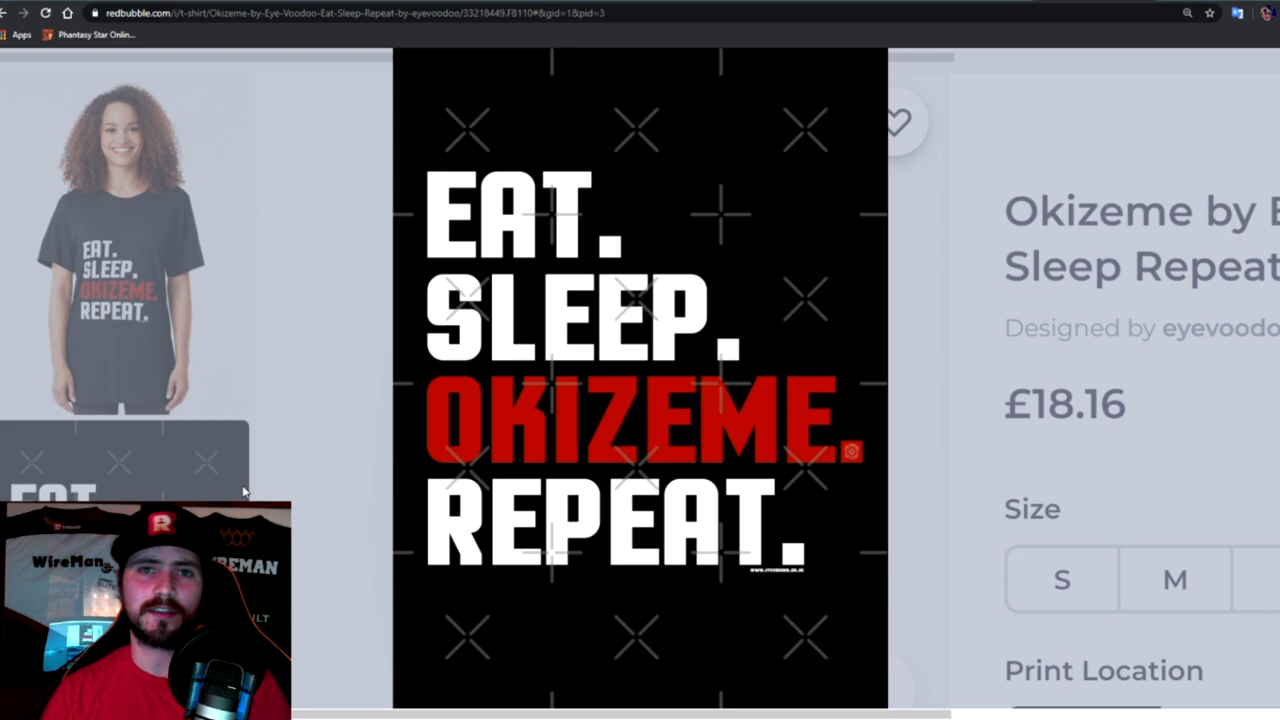 redbubble.com/i/t-shirt/Okizeme-by-Eye-Voodoo-Eat-Sleep-Repeat-by-eyevoodoo/33218449.FB110#&gid=1&pid=3
Apps
Phantasy Star Onlin...
EAT.
SLEEP.
OKIZEME.
REPEAT.
EAT.
SLEEP.
OKIZEME.
REPEAT.
Okizeme by E
Sleep Repeat
Designed by eyevoodo
£18.16
Size
S M
Print Location
EAT
WireMan
REMAN